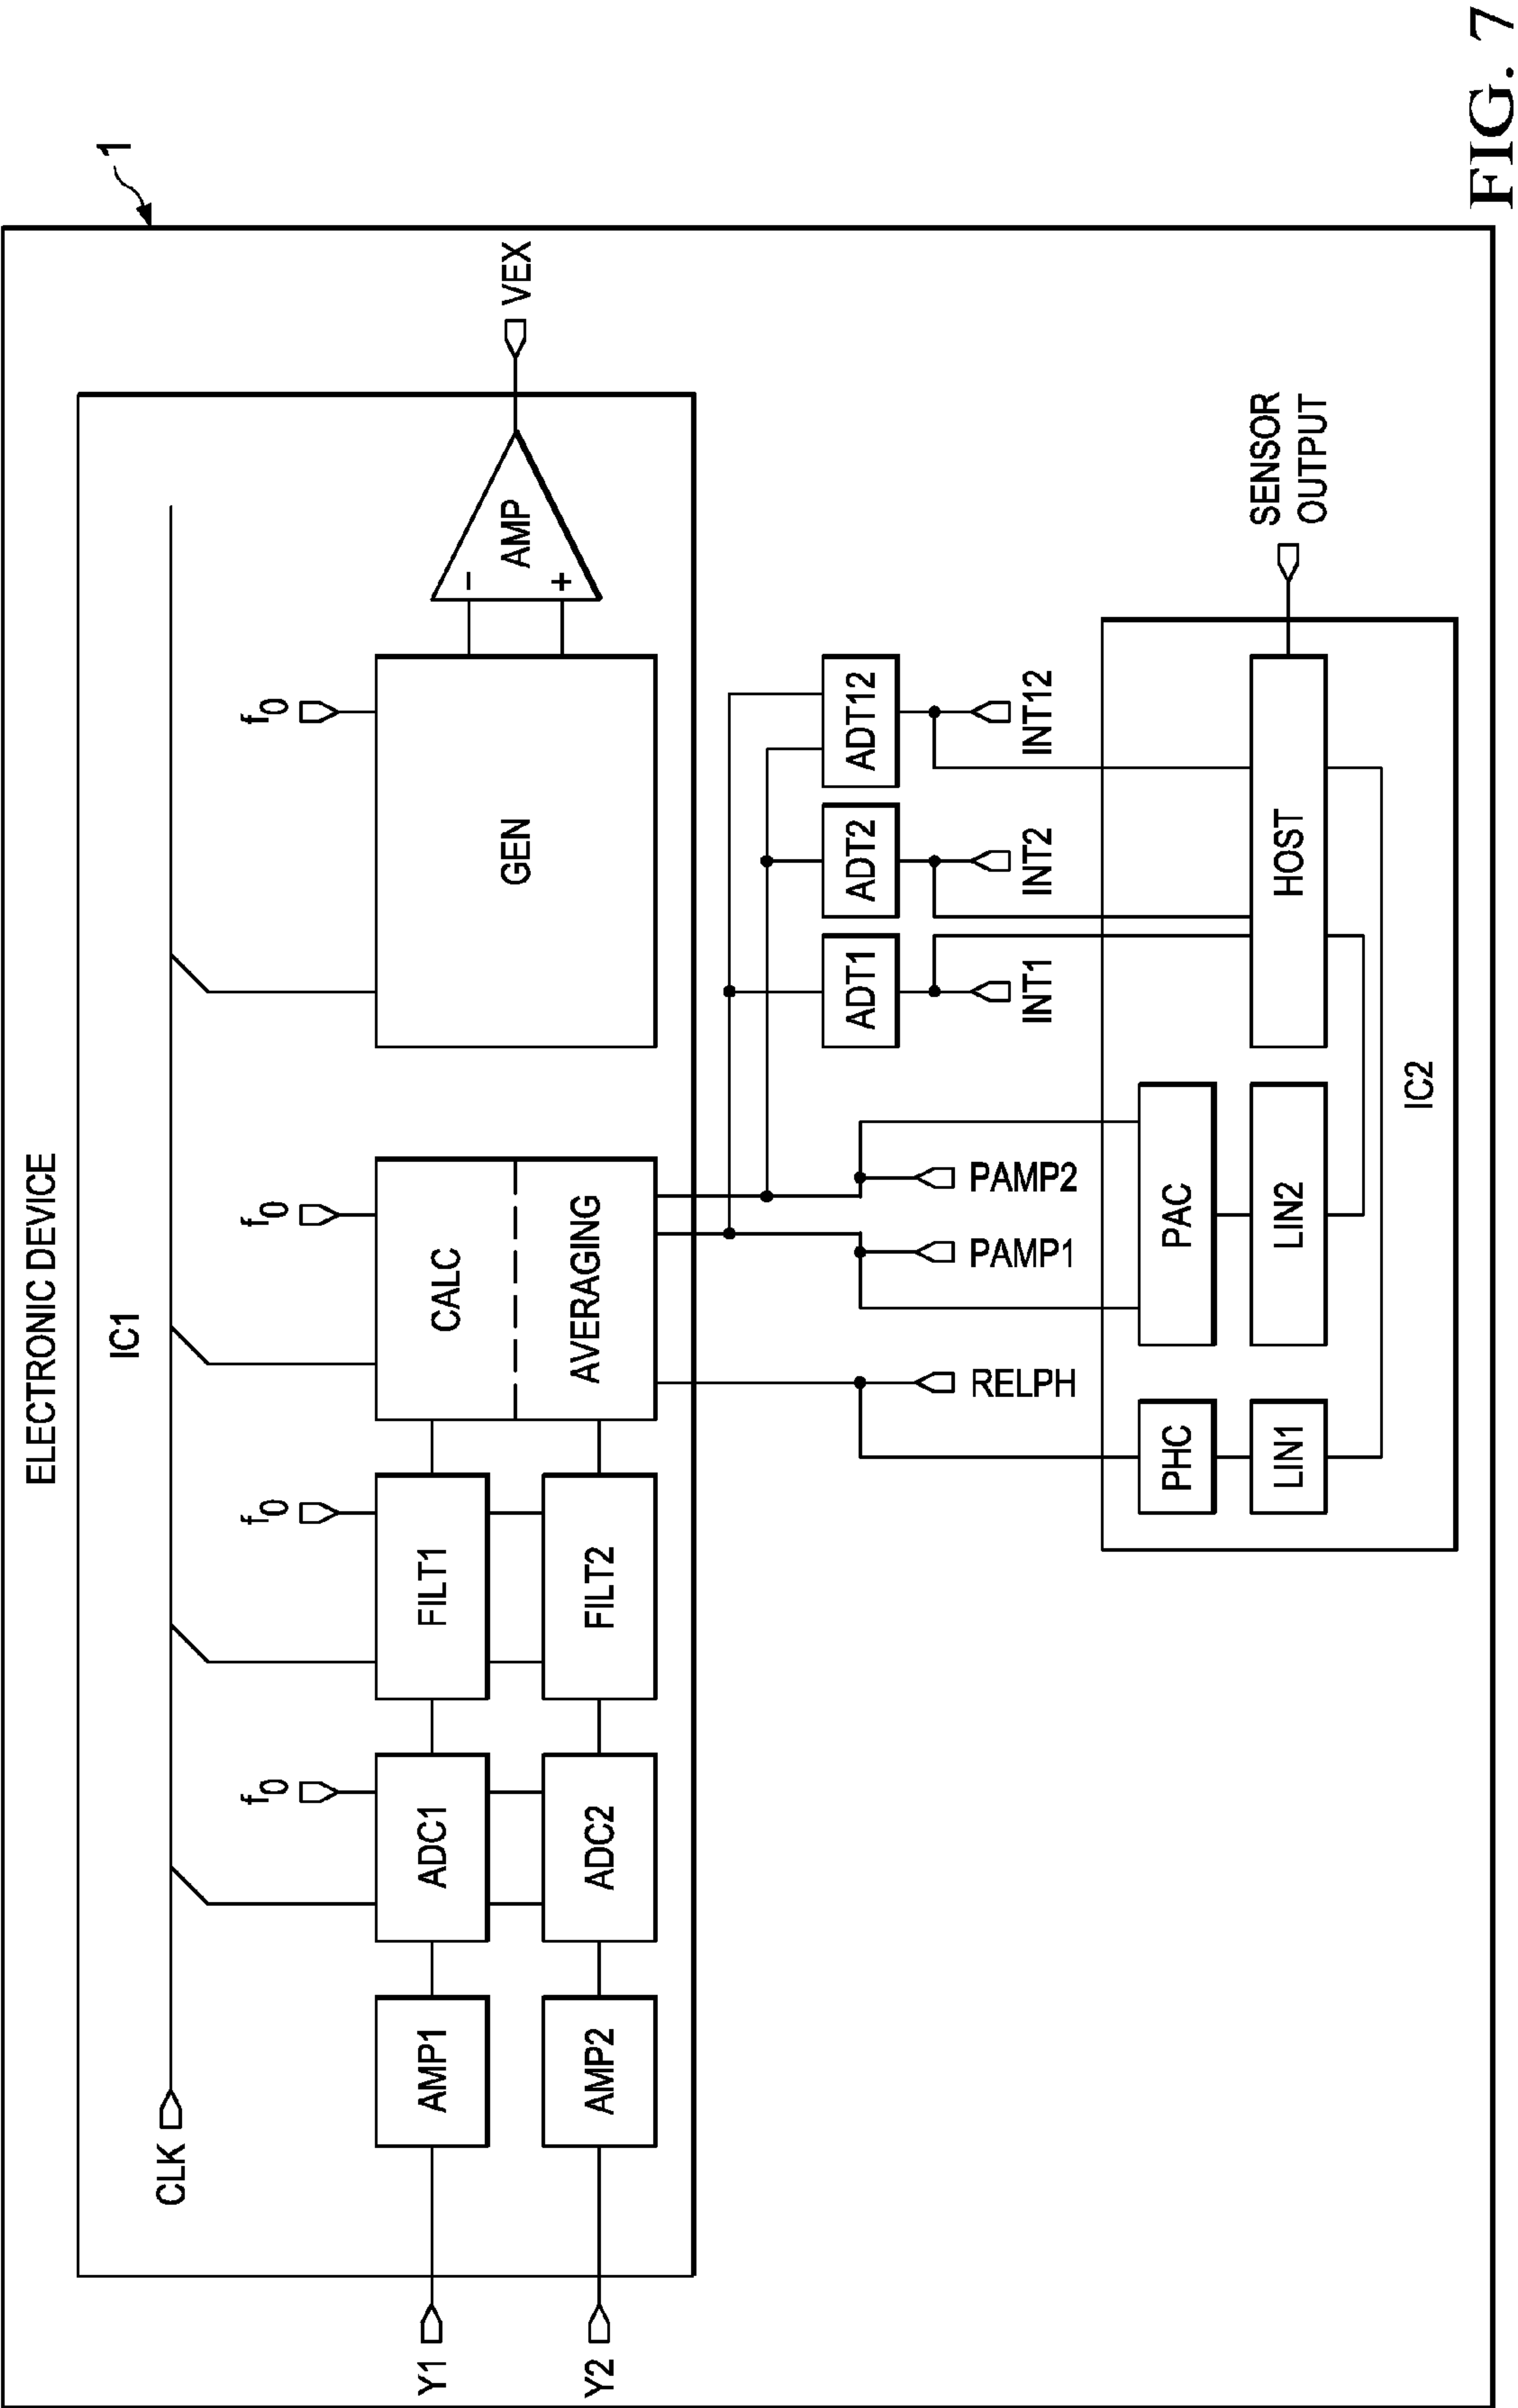 ELECTRONIC DEVICE
1
IC1
CLK
f0
f0
f0
f0
Y1
AMP1
ADC1
FILT1
CALC
GEN
AMP
-
+
VEX
Y2
AMP2
ADC2
FILT2
AVERAGING
ADT1
ADT2
ADT12
RELPH
PAMP1
PAMP2
INT1
INT2
INT12
PHC
PAC
LIN1
LIN2
HOST
SENSOR
OUTPUT
IC2
FIG. 7